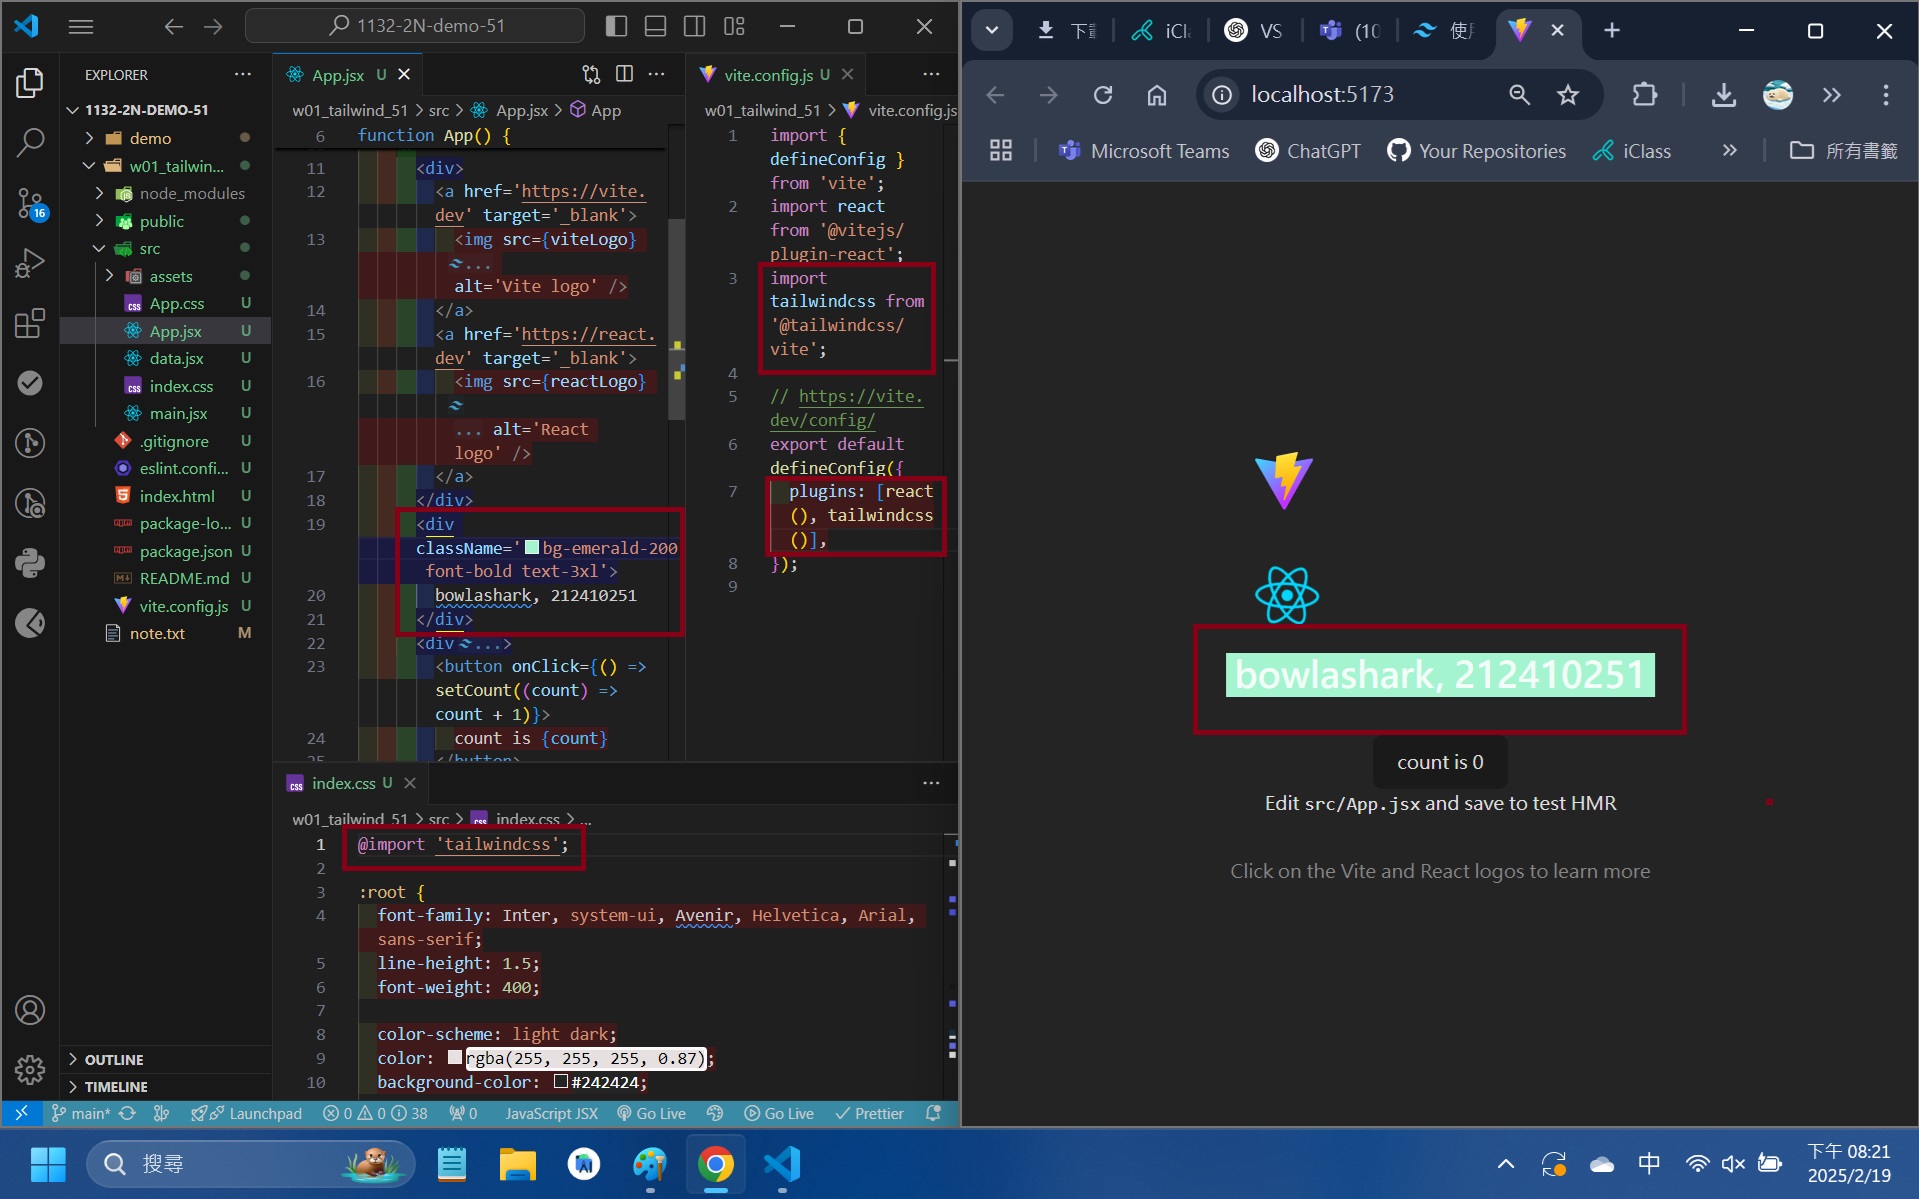 1132-2N-demo-51
EXPLORER
1132-2N-DEMO-51
demo
w01_tailwin...
node_modules
public
src
assets
App.css U
App.jsx U
data.jsx U
index.css U
main.jsx U
.gitignore U
eslint.confi... U
index.html U
package-lo... U
package.json U
README.md U
vite.config.js U
note.txt M
OUTLINE
TIMELINE
16
App.jsx U
w01_tailwind_51 > src > App.jsx > App
6 function App() {
11 <div>
12 <a href='https://vite.
dev' target='_blank'>
13 <img src={viteLogo}
...
alt='Vite logo' />
14 </a>
15 <a href='https://react.
dev' target='_blank'>
16 <img src={reactLogo}
... alt='React
logo' />
17 </a>
18 </div>
19 <div
className='bg-emerald-200
font-bold text-3xl'>
20 bowlashark, 212410251
21 </div>
22 <div ...>
23 <button onClick={() =>
setCount((count) =>
count + 1)}>
24 count is {count}
25 </button>
vite.config.js U
w01_tailwind_51 > vite.config.js
1 import {
defineConfig }
from 'vite';
2 import react
from '@vitejs/
plugin-react';
3 import
tailwindcss from
'@tailwindcss/
vite';
4
5 // https://vite.
dev/config/
6 export default
defineConfig({
7 plugins: [react
(), tailwindcss
()],
8 });
9
index.css U
w01_tailwind_51 > src > index.css > ...
1 @import 'tailwindcss';
2
3 :root {
4 font-family: Inter, system-ui, Avenir, Helvetica, Arial,
sans-serif;
5 line-height: 1.5;
6 font-weight: 400;
7
8 color-scheme: light dark;
9 color: rgba(255, 255, 255, 0.87);
10 background-color: #242424;
main* Launchpad 0 0 38 0 JavaScript JSX Go Live Go Live Prettier
iCl
VS
(10
localhost:5173
Microsoft Teams
ChatGPT
Your Repositories
iClass
所有書籤
bowlashark, 212410251
count is 0
Edit src/App.jsx and save to test HMR
Click on the Vite and React logos to learn more
搜尋
中
下午 08:21
2025/2/19